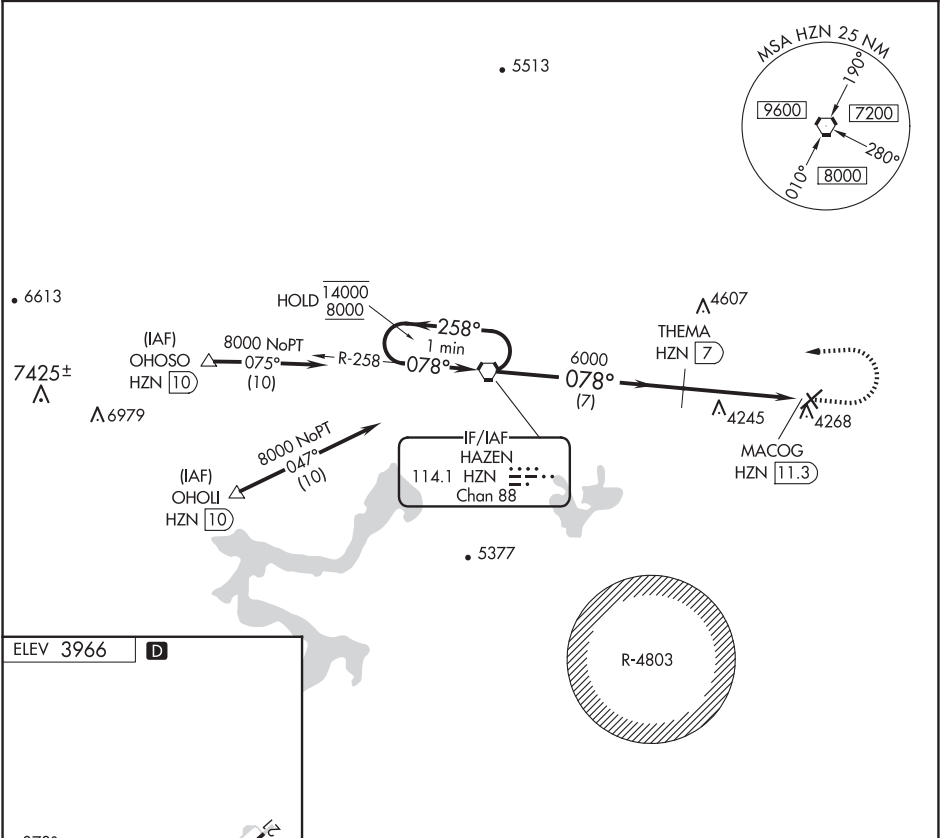 MSA HZN 25 NM
190°
9600
7200
280°
010°
8000
5513
6613
HOLD 14000
8000
258°
1 min
078°
R-258
(IAF)
OHOSO
HZN 10
8000 NoPT
075°
(10)
7425±
6979
6000
078°
(7)
4607
THEMA
HZN 7
4245
4268
MACOG
HZN 11.3
(IAF)
OHOLI
HZN 10
8000 NoPT
047°
(10)
IF/IAF
HAZEN
114.1 HZN
Chan 88
5377
R-4803
ELEV 3966
D
21